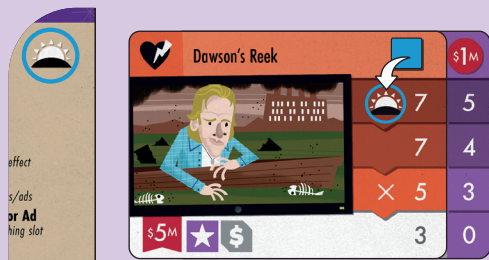 effect
s/ads
or Ad
hing slot
Dawson's Reek
$1M
7 5
7 4
× 5 3
$5M $ 3 0